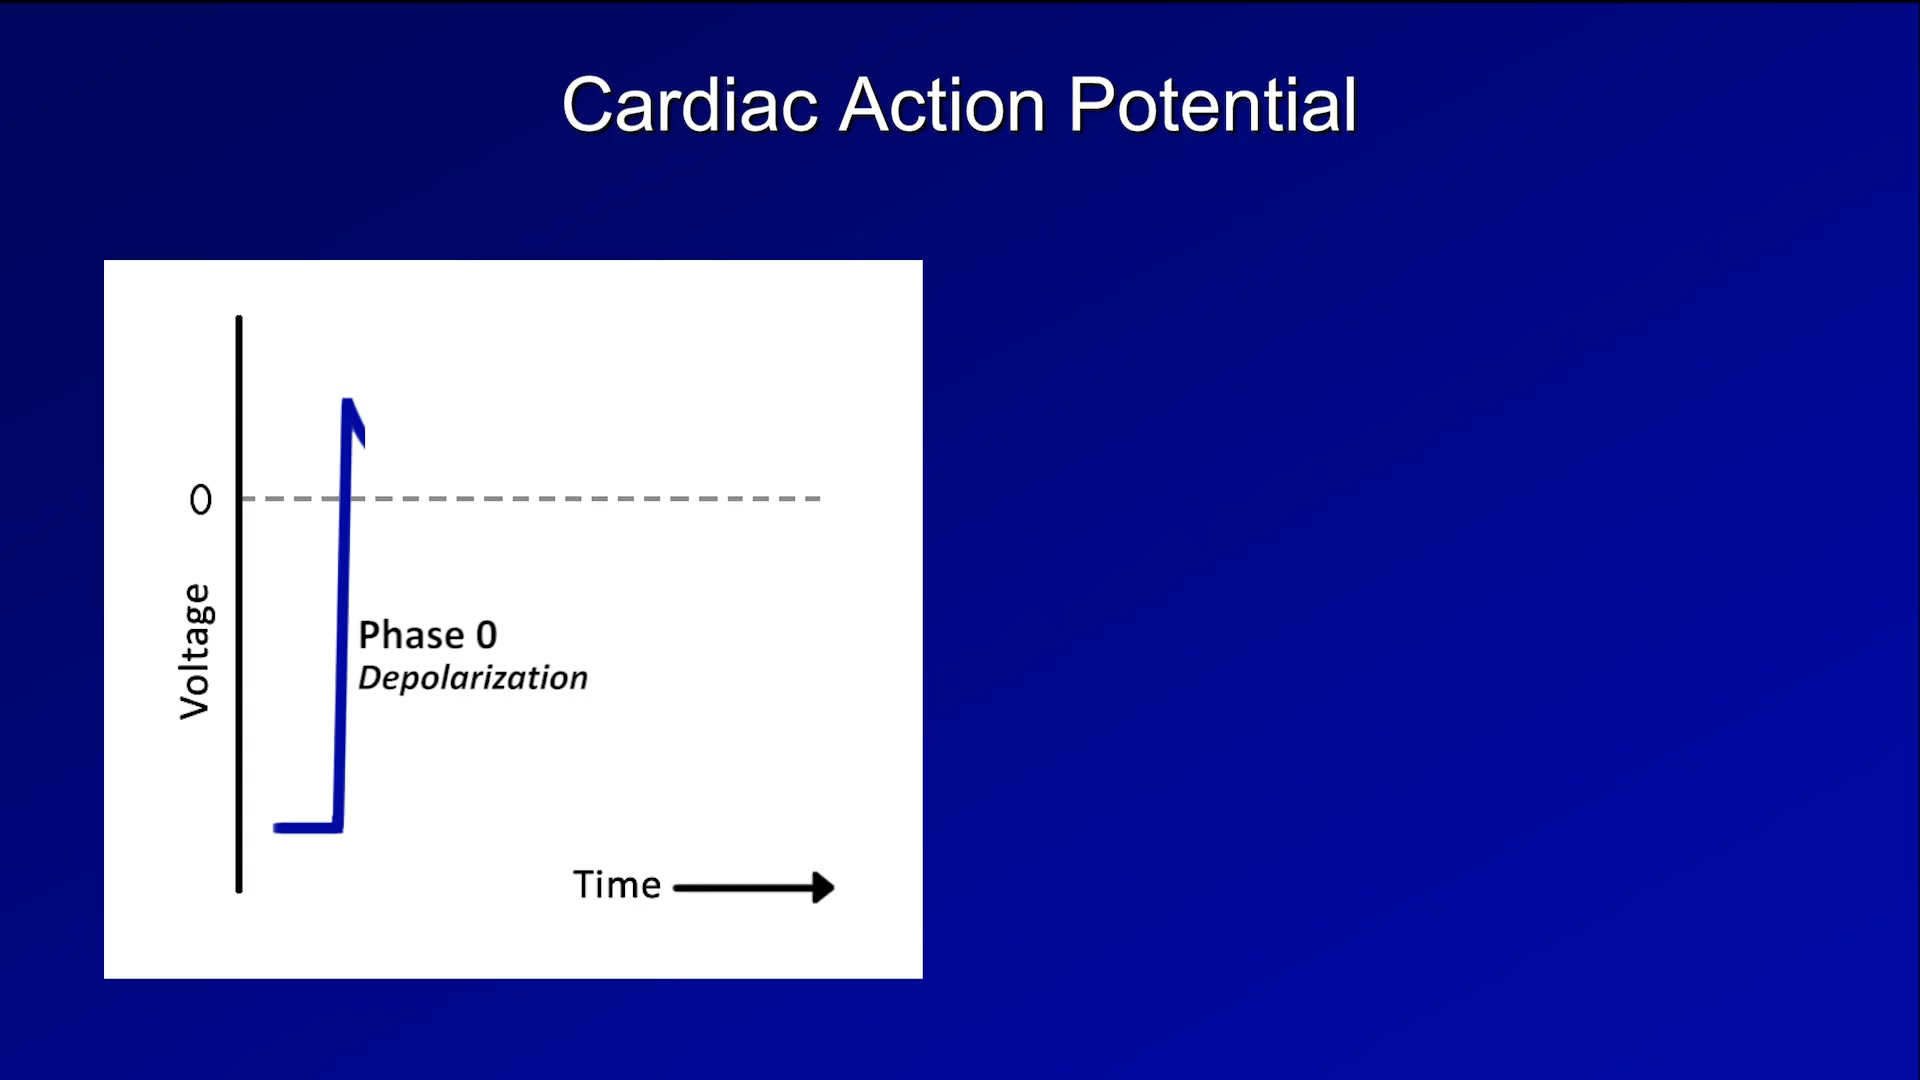 Cardiac Action Potential
0
Voltage
Phase 0
Depolarization
Time